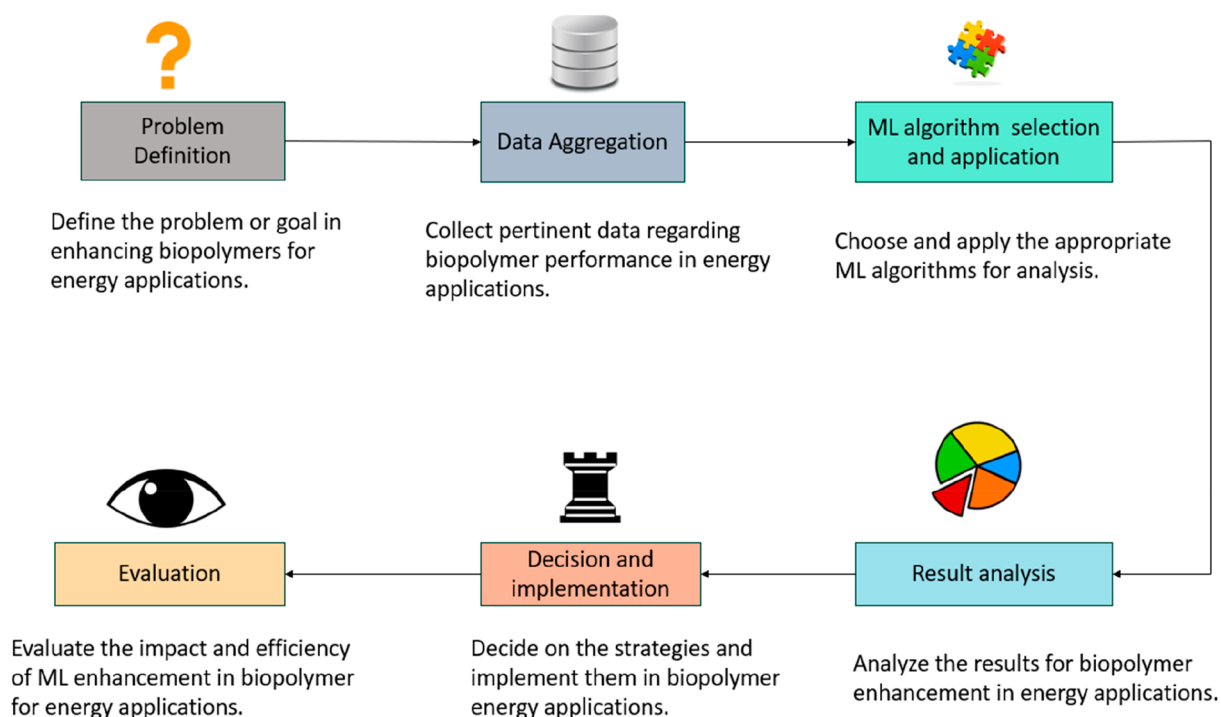 Problem
Definition
Data Aggregation
ML algorithm selection
and application
Define the problem or goal in
enhancing biopolymers for
energy applications.
Collect pertinent data regarding
biopolymer performance in energy
applications.
Choose and apply the appropriate
ML algorithms for analysis.
Evaluation
Decision and
implementation
Result analysis
Evaluate the impact and efficiency
of ML enhancement in biopolymer
for energy applications.
Decide on the strategies and
implement them in biopolymer
energy applications.
Analyze the results for biopolymer
enhancement in energy applications.